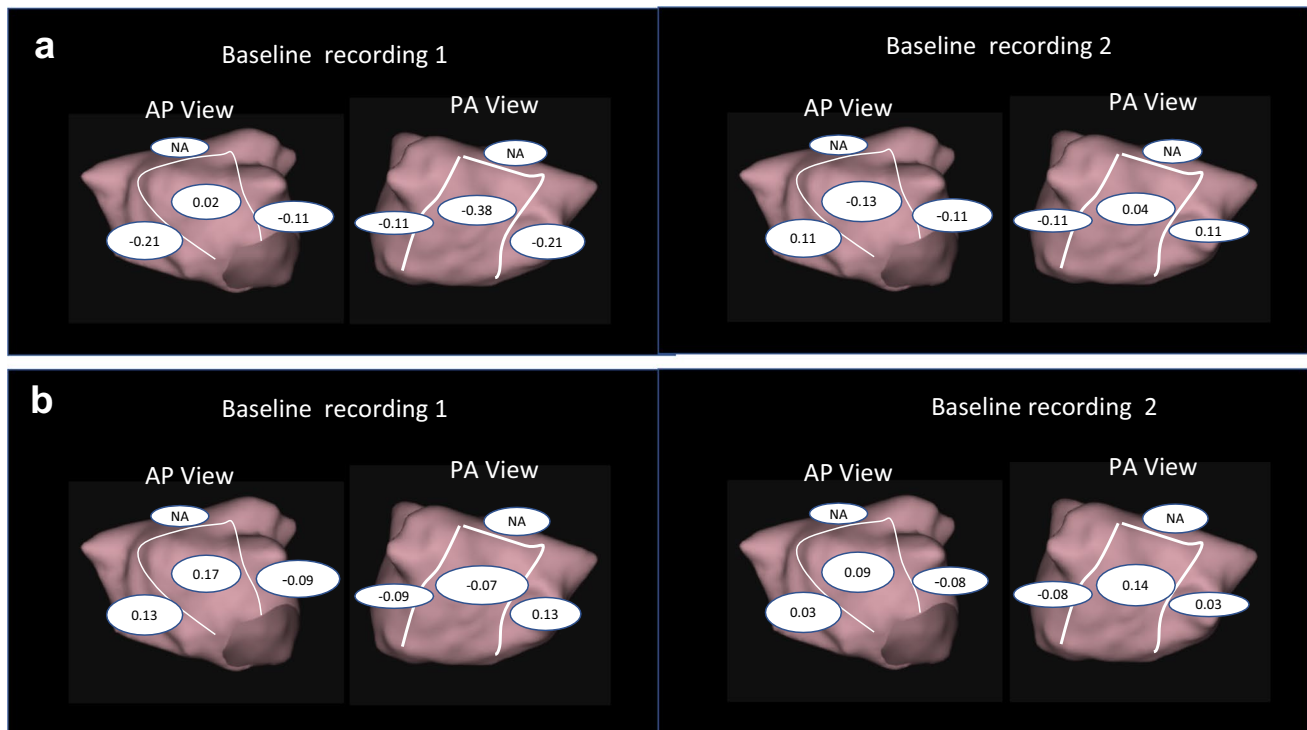 a
Baseline recording 1
AP View
PA View
NA
0.02
-0.11
-0.21
NA
-0.11
-0.38
-0.21
Baseline recording 2
AP View
PA View
NA
-0.13
-0.11
0.11
NA
-0.11
0.04
0.11
b
Baseline recording 1
AP View
PA View
NA
0.17
-0.09
0.13
NA
-0.09
-0.07
0.13
Baseline recording 2
AP View
PA View
NA
0.09
-0.08
0.03
NA
-0.08
0.14
0.03